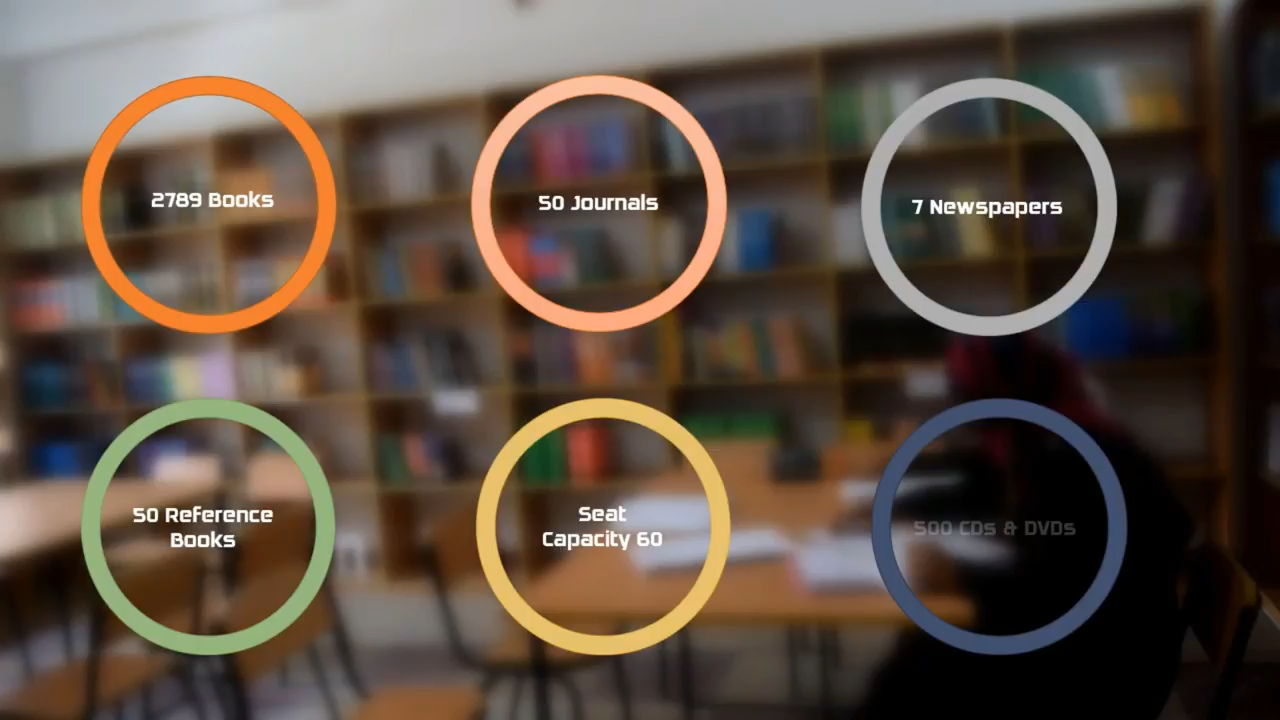 2789 Books
50 Journals
7 Newspapers
50 Reference
Books
Seat
Capacity 60
500 CDs & DVDs